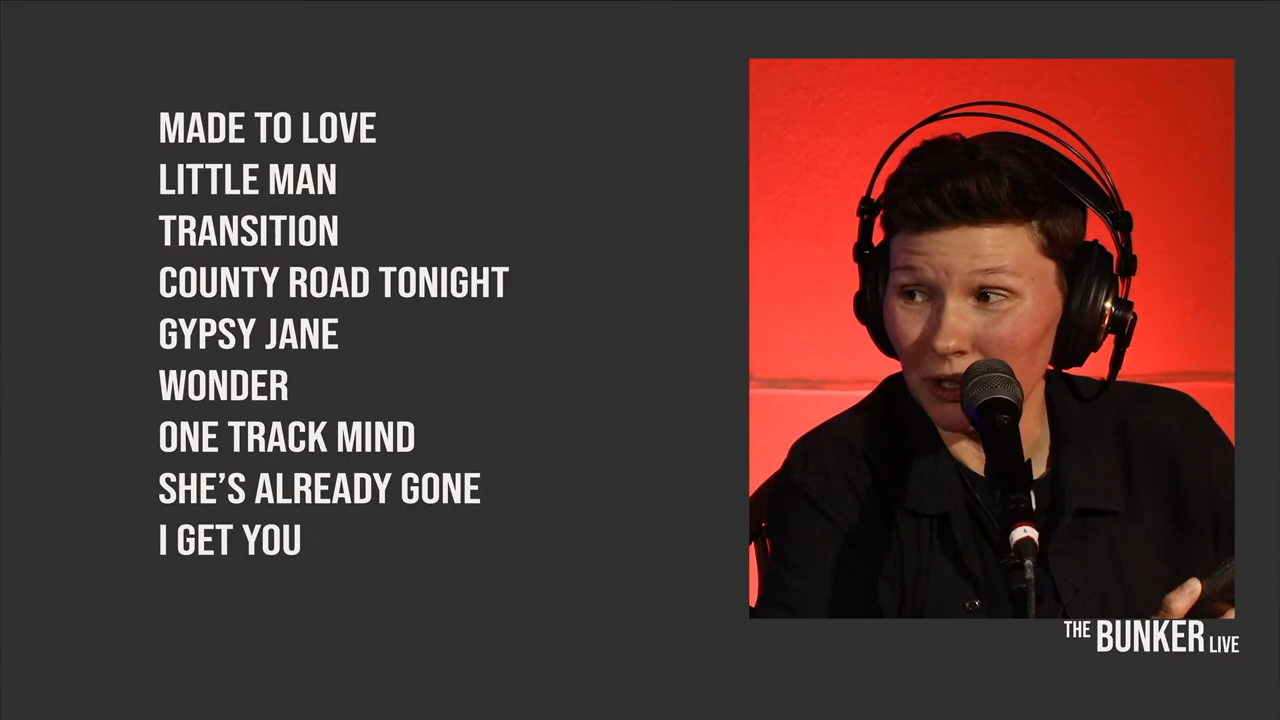 MADE TO LOVE
LITTLE MAN
TRANSITION
COUNTY ROAD TONIGHT
GYPSY JANE
WONDER
ONE TRACK MIND
SHE'S ALREADY GONE
I GET YOU
THE BUNKER LIVE